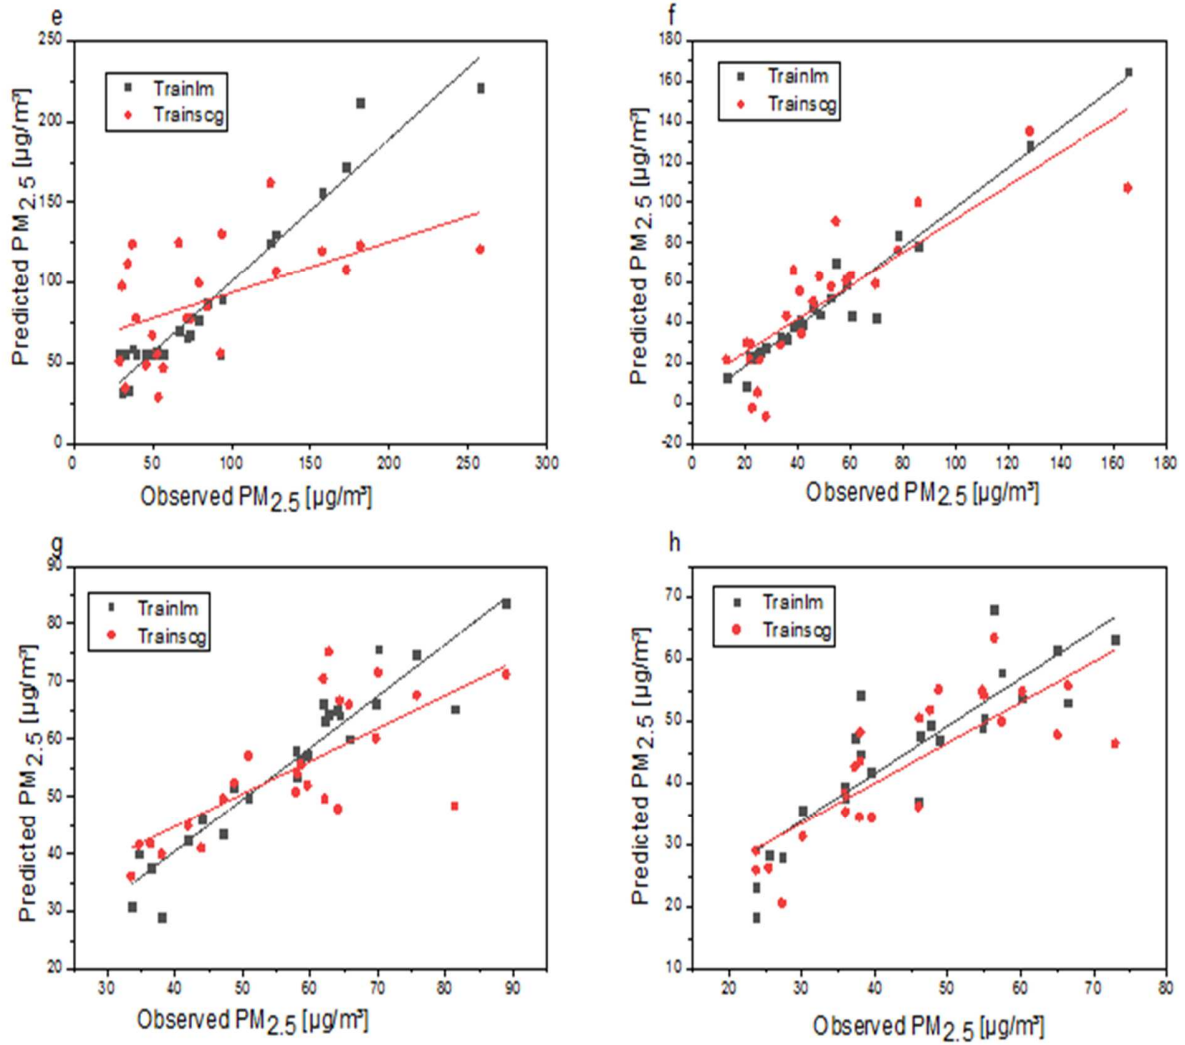 e
250
200
150
100
50
0
Predicted PM2.5 [µg/m³]
Trainlm
Trainscg
0 50 100 150 200 250 300
Observed PM2.5 [µg/m³]
f
180
160
140
120
100
80
60
40
20
0
-20
Predicted PM2.5 [µg/m³]
Trainlm
Trainscg
0 20 40 60 80 100 120 140 160 180
Observed PM2.5 [µg/m³]
g
90
80
70
60
50
40
30
20
Predicted PM2.5 [µg/m³]
Trainlm
Trainscg
30 40 50 60 70 80 90
Observed PM2.5 [µg/m³]
h
70
60
50
40
30
20
10
Predicted PM2.5 [µg/m³]
Trainlm
Trainscg
20 30 40 50 60 70 80
Observed PM2.5 [µg/m³]